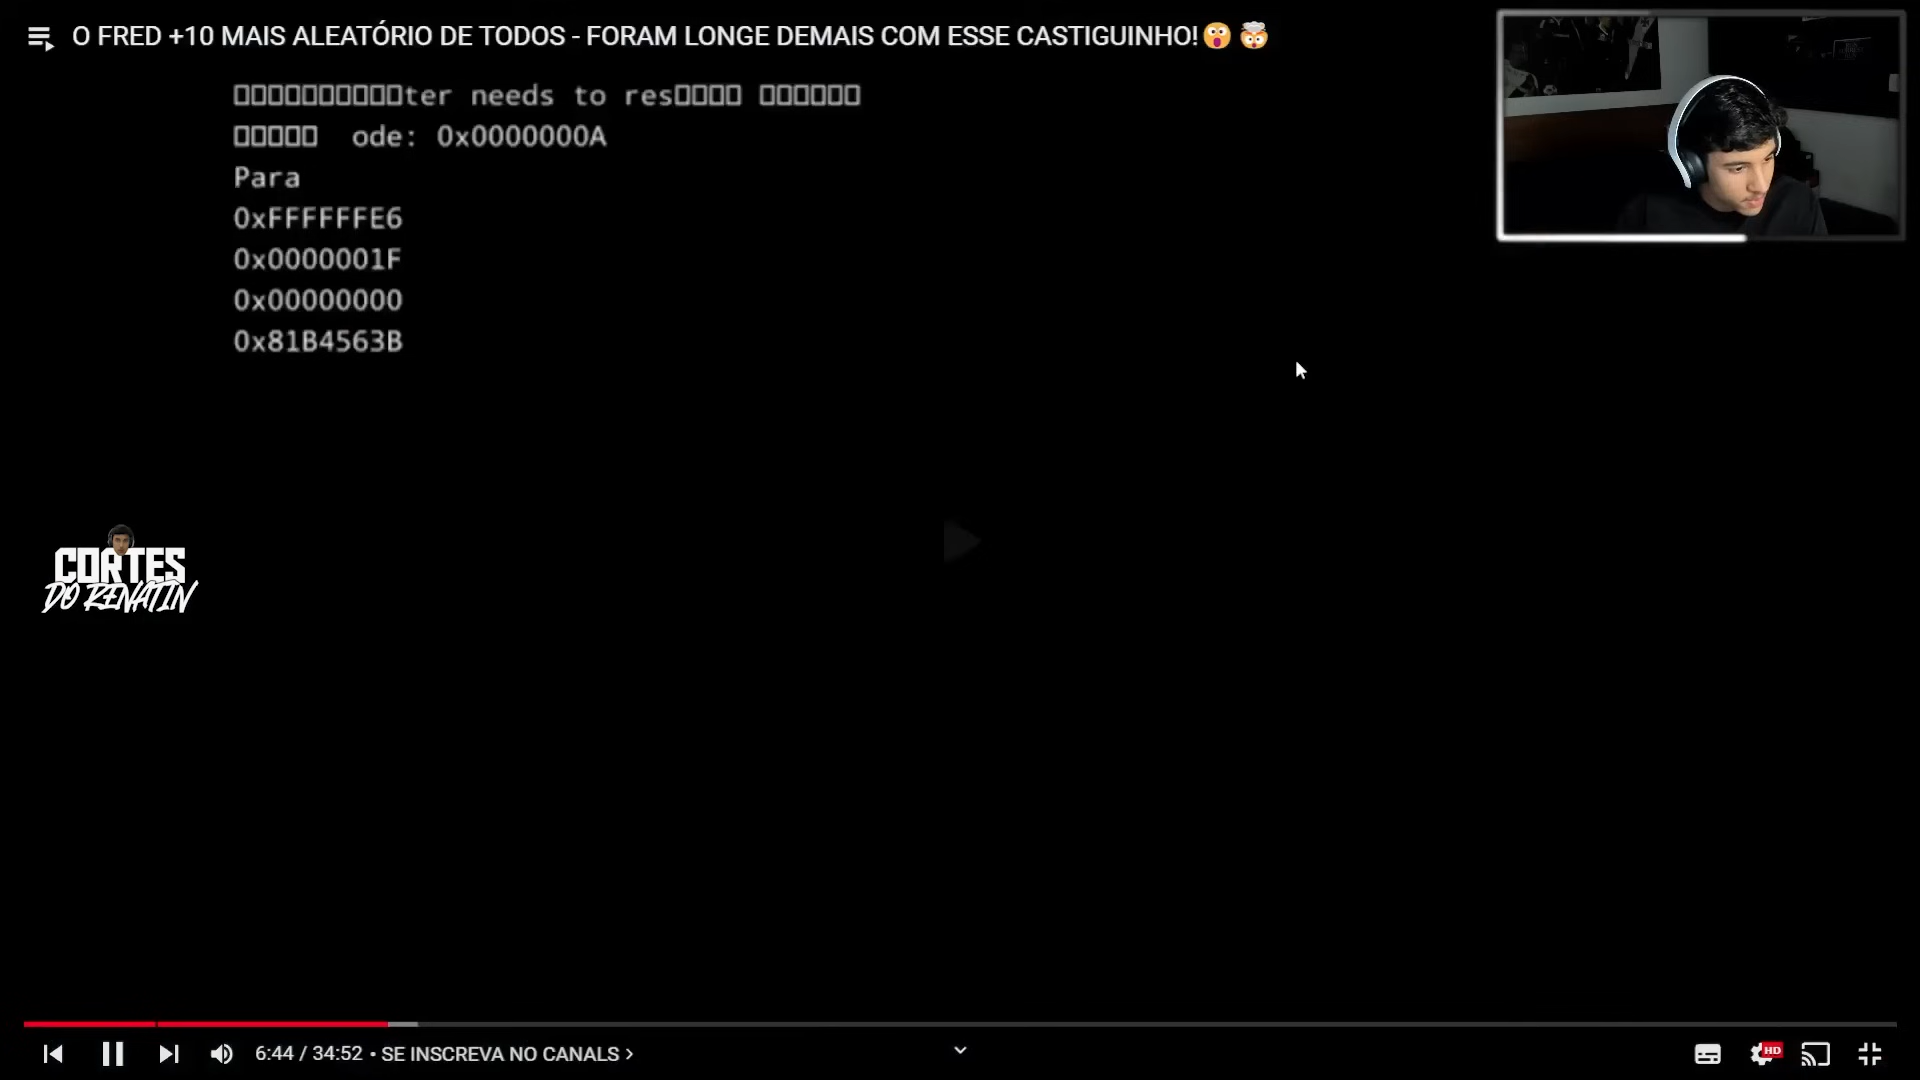 O FRED +10 MAIS ALEATÓRIO DE TODOS - FORAM LONGE DEMAIS COM ESSE CASTIGUINHO!😲🤯
▯▯▯▯▯▯▯▯▯▯ter needs to res▯▯▯▯ ▯▯▯▯▯▯
▯▯▯▯▯ ode: 0x0000000A
Para
0xFFFFFFE6
0x0000001F
0x00000000
0x81B4563B
CORTES
DO RENATIN
6:44 / 34:52 • SE INSCREVA NO CANALS ›
HD